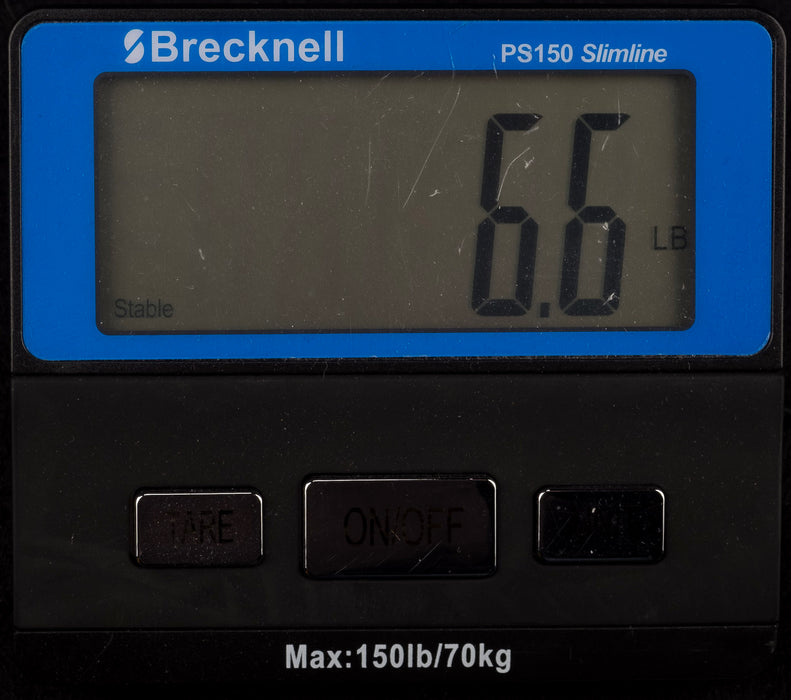 Brecknell
PS150 Slimline
6.6
LB
Stable
TARE
ON/OFF
Max:150lb/70kg